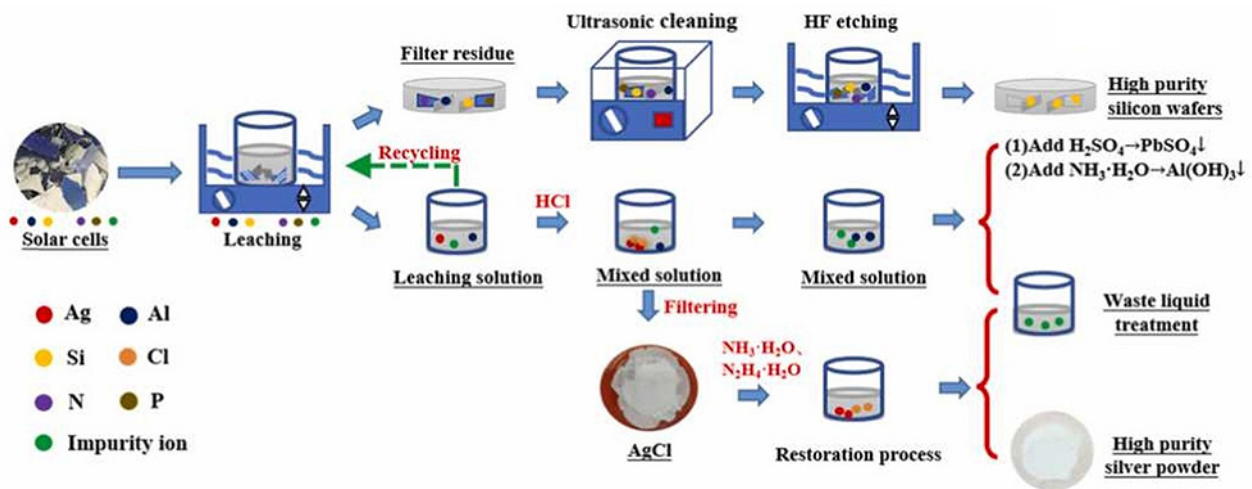 Ultrasonic cleaning
HF etching
Filter residue
High purity
silicon wafers
Recycling
(1)Add H₂SO₄→PbSO₄↓
(2)Add NH₃·H₂O→Al(OH)₃↓
HCl
Solar cells
Leaching
Leaching solution
Mixed solution
Mixed solution
Filtering
Waste liquid
treatment
Ag
Al
Si
Cl
N
P
Impurity ion
NH₃·H₂O、
N₂H₄·H₂O
AgCl
Restoration process
High purity
silver powder